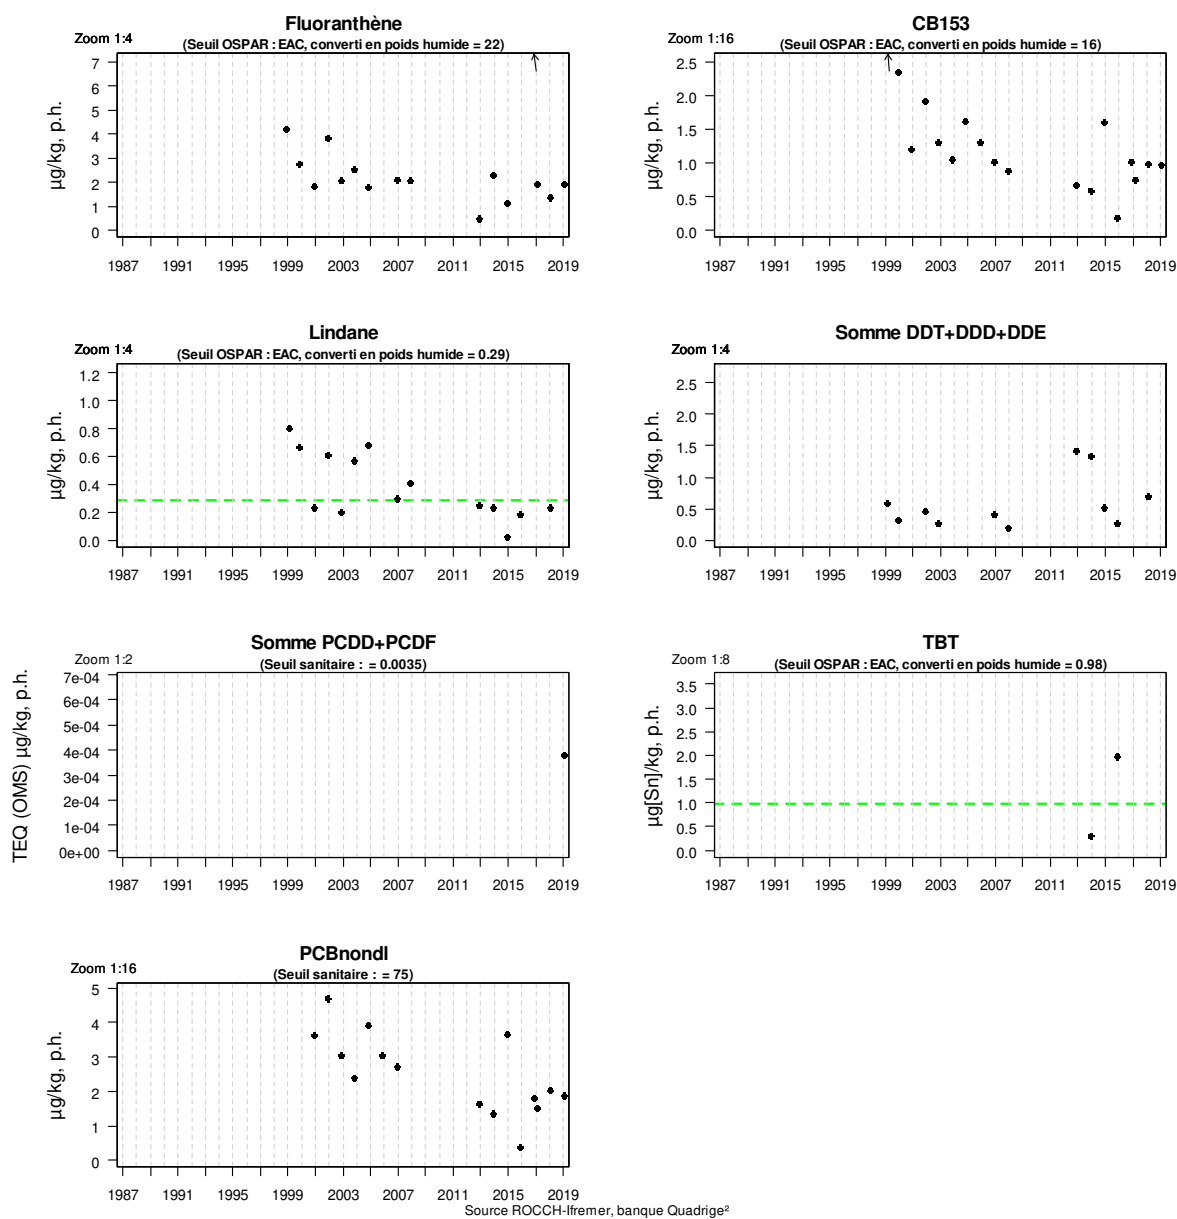 Fluoranthène
Zoom 1:4
(Seuil OSPAR : EAC, converti en poids humide = 22)
µg/kg, p.h.
7
6
5
4
3
2
1
0
1987 1991 1995 1999 2003 2007 2011 2015 2019
CB153
Zoom 1:16
(Seuil OSPAR : EAC, converti en poids humide = 16)
µg/kg, p.h.
2.5
2.0
1.5
1.0
0.5
0.0
1987 1991 1995 1999 2003 2007 2011 2015 2019
Lindane
Zoom 1:4
(Seuil OSPAR : EAC, converti en poids humide = 0.29)
µg/kg, p.h.
1.2
1.0
0.8
0.6
0.4
0.2
0.0
1987 1991 1995 1999 2003 2007 2011 2015 2019
Somme DDT+DDD+DDE
Zoom 1:4
µg/kg, p.h.
2.5
2.0
1.5
1.0
0.5
0.0
1987 1991 1995 1999 2003 2007 2011 2015 2019
Somme PCDD+PCDF
Zoom 1:2
(Seuil sanitaire : = 0.0035)
TEQ (OMS) µg/kg, p.h.
7e-04
6e-04
5e-04
4e-04
3e-04
2e-04
1e-04
0e+00
1987 1991 1995 1999 2003 2007 2011 2015 2019
TBT
Zoom 1:8
(Seuil OSPAR : EAC, converti en poids humide = 0.98)
µg[Sn]/kg, p.h.
3.5
3.0
2.5
2.0
1.5
1.0
0.5
0.0
1987 1991 1995 1999 2003 2007 2011 2015 2019
PCBnondl
Zoom 1:16
(Seuil sanitaire : = 75)
µg/kg, p.h.
5
4
3
2
1
0
1987 1991 1995 1999 2003 2007 2011 2015 2019
Source ROCCH-Ifremer, banque Quadrige²